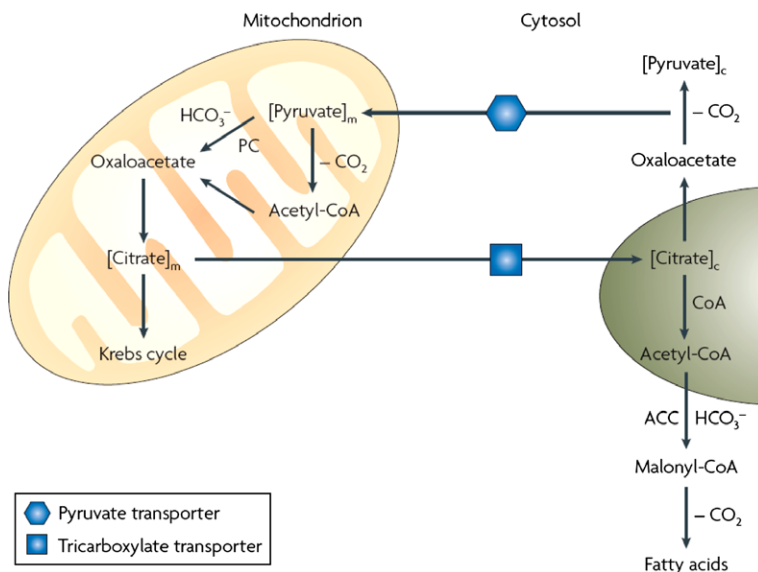 Mitochondrion
Cytosol
[Pyruvate]c
– CO2
HCO3–
[Pyruvate]m
PC
– CO2
Oxaloacetate
Oxaloacetate
Acetyl-CoA
[Citrate]m
[Citrate]c
CoA
Krebs cycle
Acetyl-CoA
ACC
HCO3–
Malonyl-CoA
– CO2
Fatty acids
Pyruvate transporter
Tricarboxylate transporter